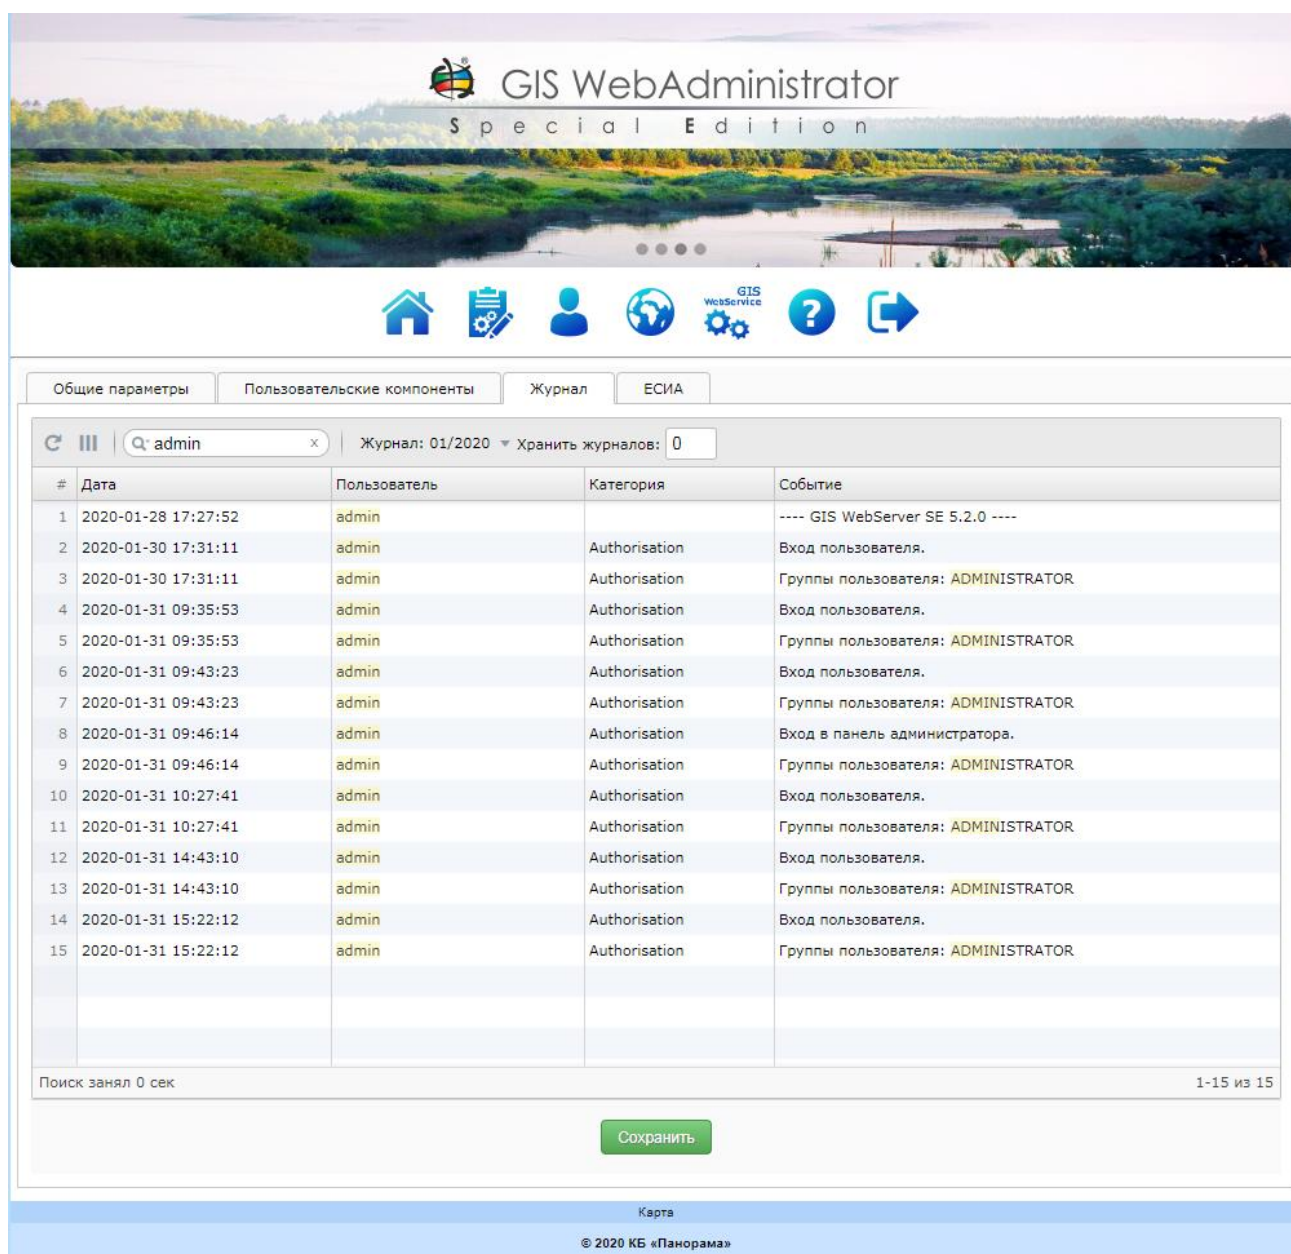 GIS WebAdministrator
Special Edition
GIS
WebService
?
Общие параметры Пользовательские компоненты Журнал ЕСИА
admin x Журнал: 01/2020 Хранить журналов: 0
# Дата Пользователь Категория Событие
1 2020-01-28 17:27:52 admin ---- GIS WebServer SE 5.2.0 ----
2 2020-01-30 17:31:11 admin Authorisation Вход пользователя.
3 2020-01-30 17:31:11 admin Authorisation Группы пользователя: ADMINISTRATOR
4 2020-01-31 09:35:53 admin Authorisation Вход пользователя.
5 2020-01-31 09:35:53 admin Authorisation Группы пользователя: ADMINISTRATOR
6 2020-01-31 09:43:23 admin Authorisation Вход пользователя.
7 2020-01-31 09:43:23 admin Authorisation Группы пользователя: ADMINISTRATOR
8 2020-01-31 09:46:14 admin Authorisation Вход в панель администратора.
9 2020-01-31 09:46:14 admin Authorisation Группы пользователя: ADMINISTRATOR
10 2020-01-31 10:27:41 admin Authorisation Вход пользователя.
11 2020-01-31 10:27:41 admin Authorisation Группы пользователя: ADMINISTRATOR
12 2020-01-31 14:43:10 admin Authorisation Вход пользователя.
13 2020-01-31 14:43:10 admin Authorisation Группы пользователя: ADMINISTRATOR
14 2020-01-31 15:22:12 admin Authorisation Вход пользователя.
15 2020-01-31 15:22:12 admin Authorisation Группы пользователя: ADMINISTRATOR
Поиск занял 0 сек 1-15 из 15
Сохранить
Карта
© 2020 КБ «Панорама»